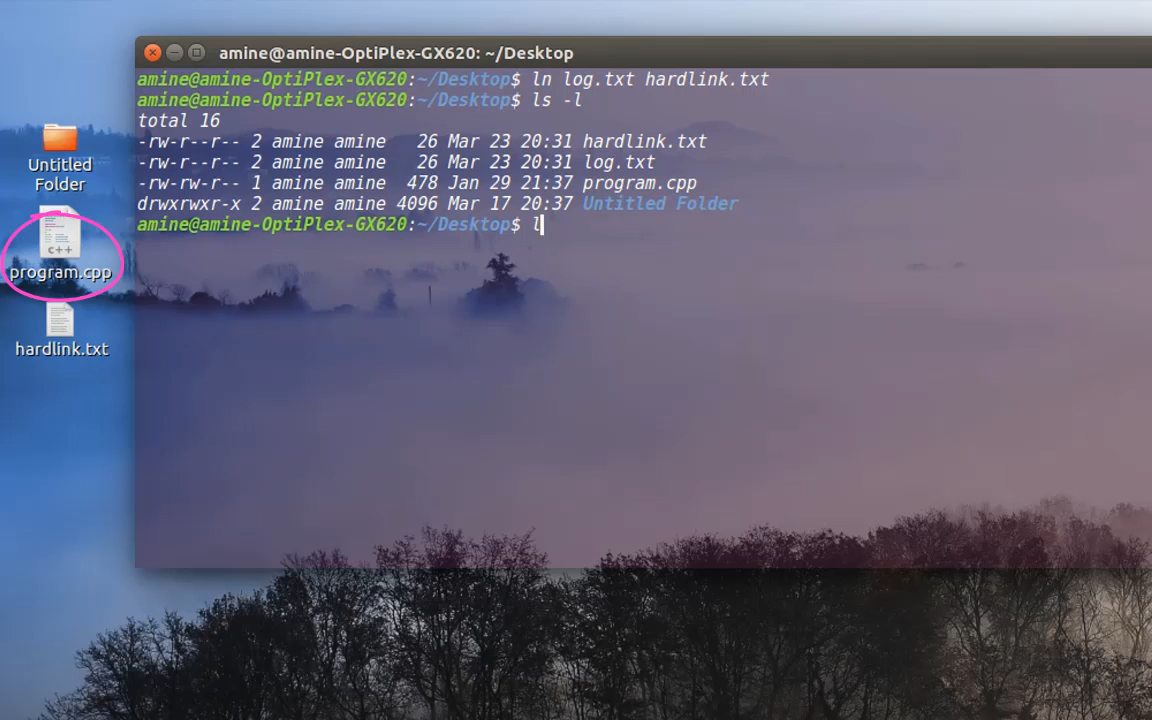 amine@amine-OptiPlex-GX620: ~/Desktop
amine@amine-OptiPlex-GX620:~/Desktop$ ln log.txt hardlink.txt
amine@amine-OptiPlex-GX620:~/Desktop$ ls -l
total 16
-rw-r--r-- 2 amine amine   26 Mar 23 20:31 hardlink.txt
-rw-r--r-- 2 amine amine   26 Mar 23 20:31 log.txt
-rw-rw-r-- 1 amine amine  478 Jan 29 21:37 program.cpp
drwxrwxr-x 2 amine amine 4096 Mar 17 20:37 Untitled Folder
amine@amine-OptiPlex-GX620:~/Desktop$ l
Untitled
Folder
c++
program.cpp
hardlink.txt